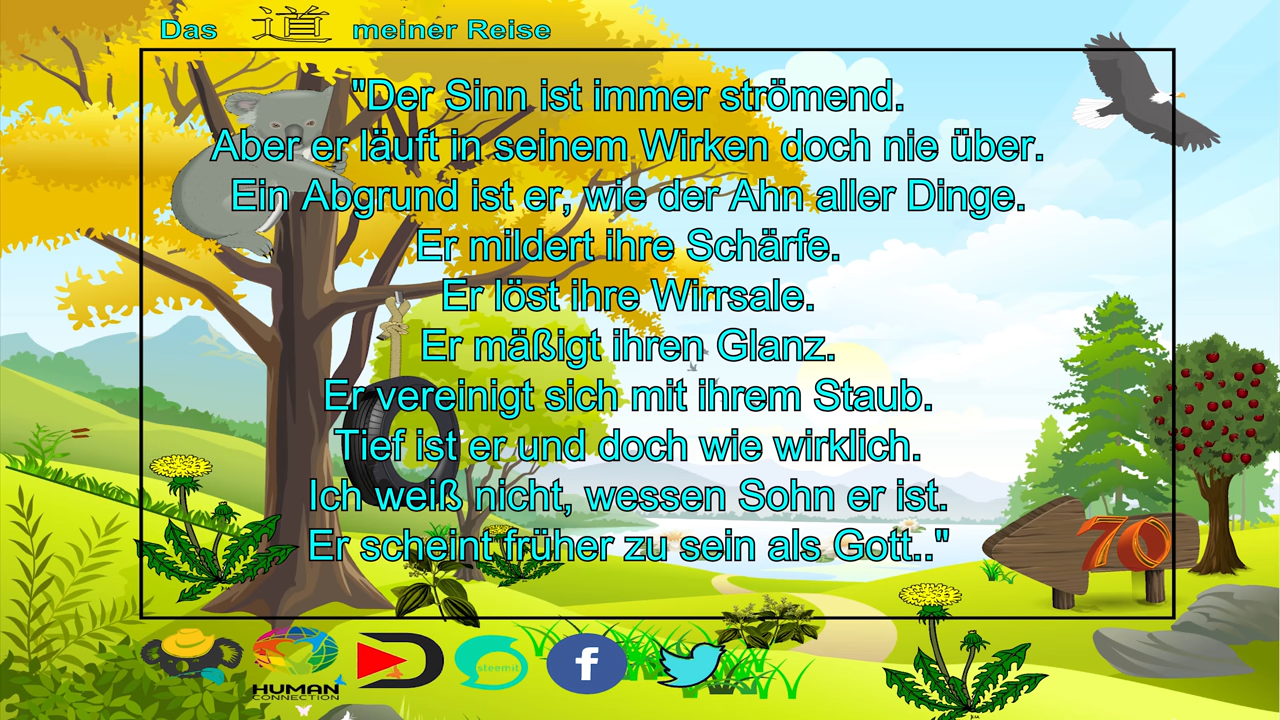 Das 道 meiner Reise
"Der Sinn ist immer strömend.
Aber er läuft in seinem Wirken doch nie über.
Ein Abgrund ist er, wie der Ahn aller Dinge.
Er mildert ihre Schärfe.
Er löst ihre Wirrsale.
Er mäßigt ihren Glanz.
Er vereinigt sich mit ihrem Staub.
Tief ist er und doch wie wirklich.
Ich weiß nicht, wessen Sohn er ist.
Er scheint früher zu sein als Gott.."
70
HUMAN
CONNECTION
steemit
f